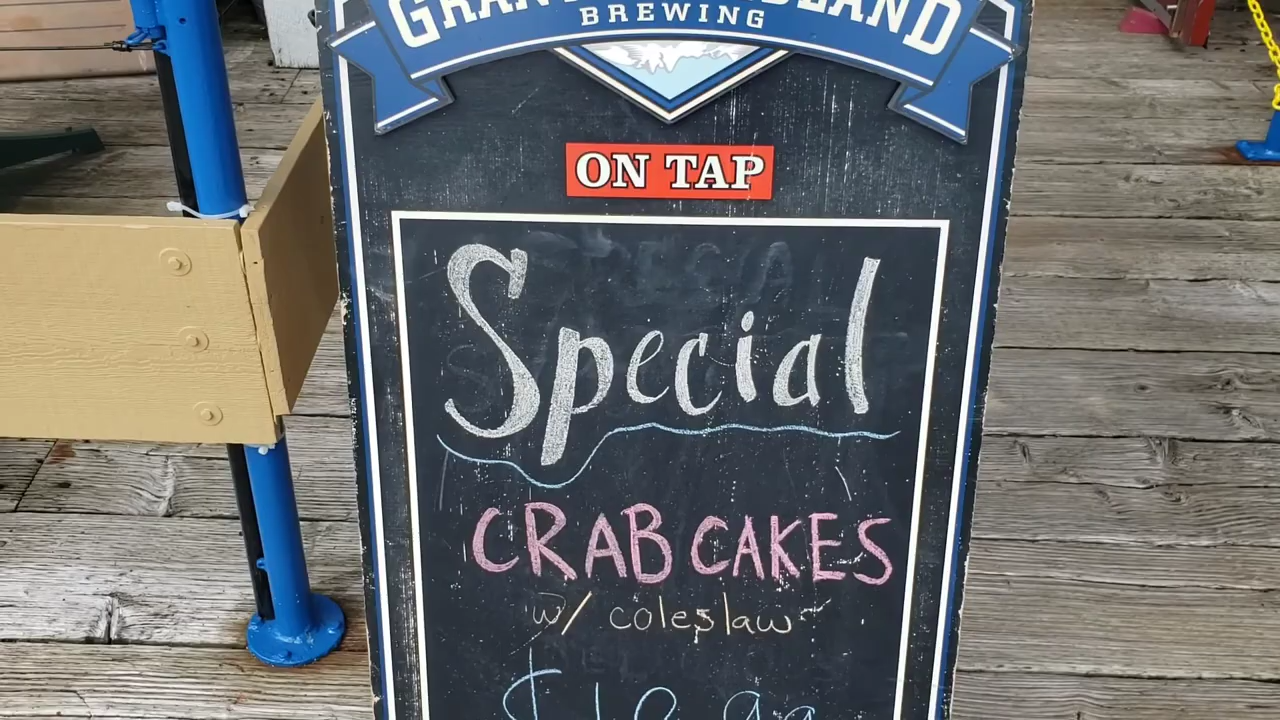 BREWING
ON TAP
Special
CRAB CAKES
w/ coleslaw